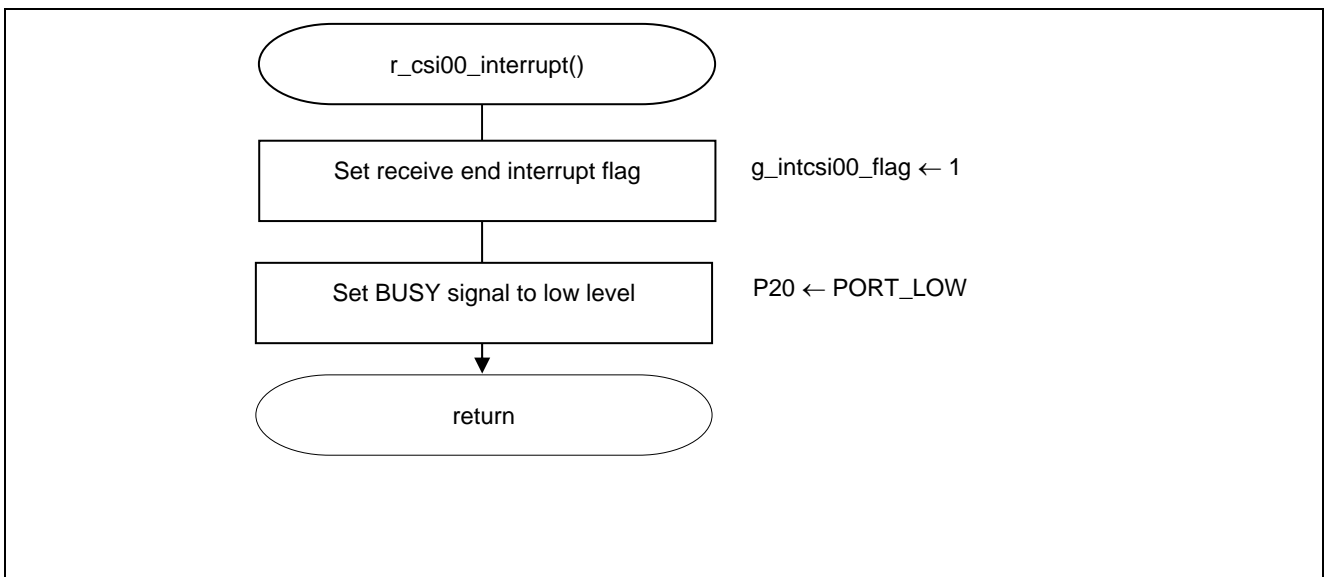 r_csi00_interrupt()
Set receive end interrupt flag
g_intcsi00_flag ← 1
Set BUSY signal to low level
P20 ← PORT_LOW
return